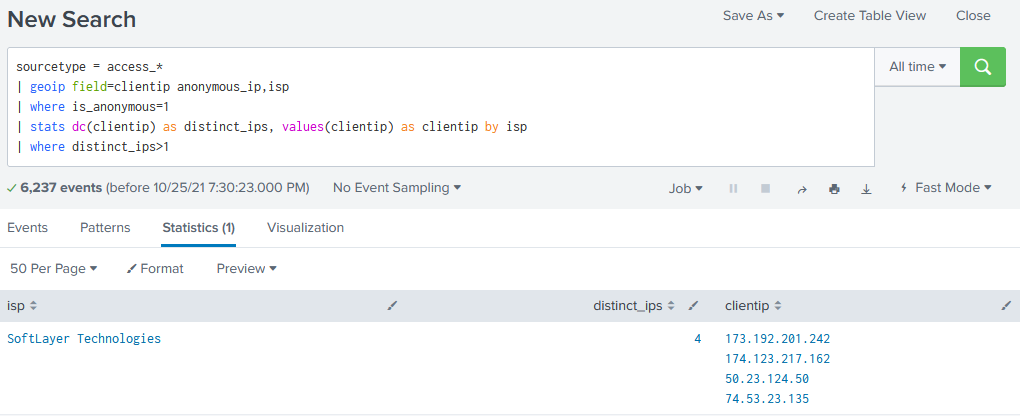 New Search
Save As Create Table View Close
sourcetype = access_*
| geoip field=clientip anonymous_ip,isp
| where is_anonymous=1
| stats dc(clientip) as distinct_ips, values(clientip) as clientip by isp
| where distinct_ips>1
All time
6,237 events (before 10/25/21 7:30:23.000 PM) No Event Sampling Job Fast Mode
Events Patterns Statistics (1) Visualization
50 Per Page Format Preview
isp distinct_ips clientip
SoftLayer Technologies 4 173.192.201.242
174.123.217.162
50.23.124.50
74.53.23.135